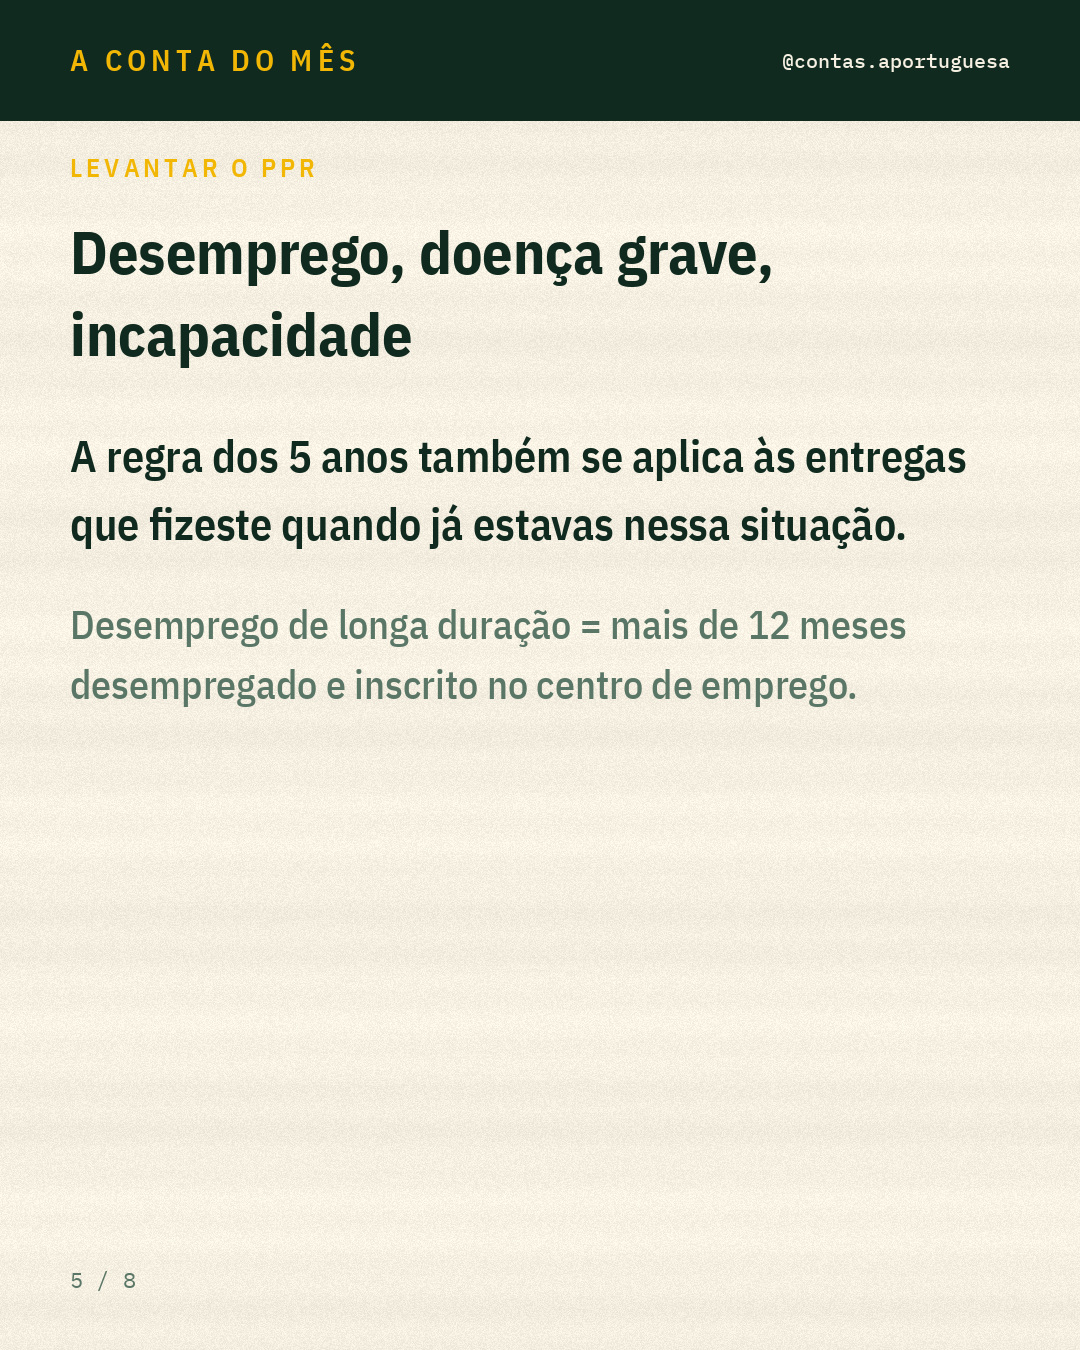 A CONTA DO MÊS
@contas.aportuguesa
LEVANTAR O PPR
Desemprego, doença grave,
incapacidade
A regra dos 5 anos também se aplica às entregas
que fizeste quando já estavas nessa situação.
Desemprego de longa duração = mais de 12 meses
desempregado e inscrito no centro de emprego.
5 / 8